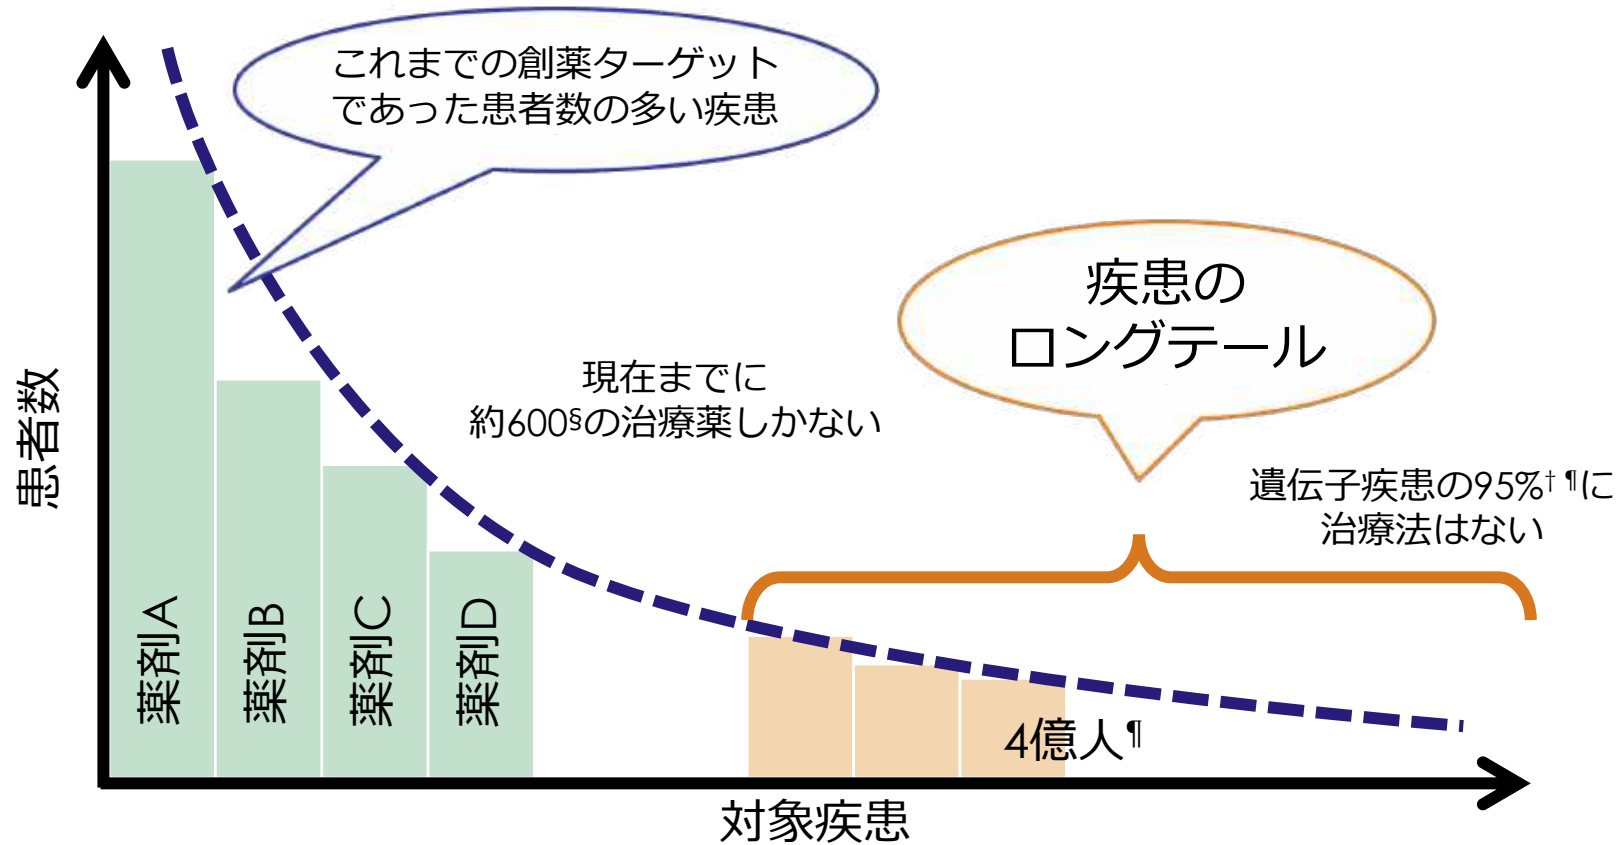 これまでの創薬ターゲット
であった患者数の多い疾患
疾患の
ロングテール
現在までに
約600§の治療薬しかない
遺伝子疾患の95%† ¶に
治療法はない
患者数
薬剤A
薬剤B
薬剤C
薬剤D
4億人¶
対象疾患